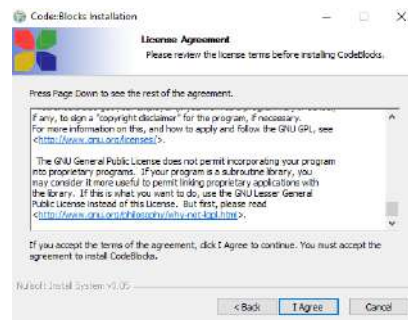 Code::Blocks Installation
License Agreement
Please review the license terms before installing CodeBlocks.
Press Page Down to see the rest of the agreement.
if any, to sign a "copyright disclaimer" for the program, if necessary.
For more information on this, and how to apply and follow the GNU GPL, see
<http://www.gnu.org/licenses/>.
The GNU General Public License does not permit incorporating your program
into proprietary programs. If your program is a subroutine library, you
may consider it more useful to permit linking proprietary applications with
the library. If this is what you want to do, use the GNU Lesser General
Public License instead of this License. But first, please read
<http://www.gnu.org/philosophy/why-not-lgpl.html>.
If you accept the terms of the agreement, click I Agree to continue. You must accept the
agreement to install CodeBlocks.
Nullsoft Install System v3.05
< Back
I Agree
Cancel